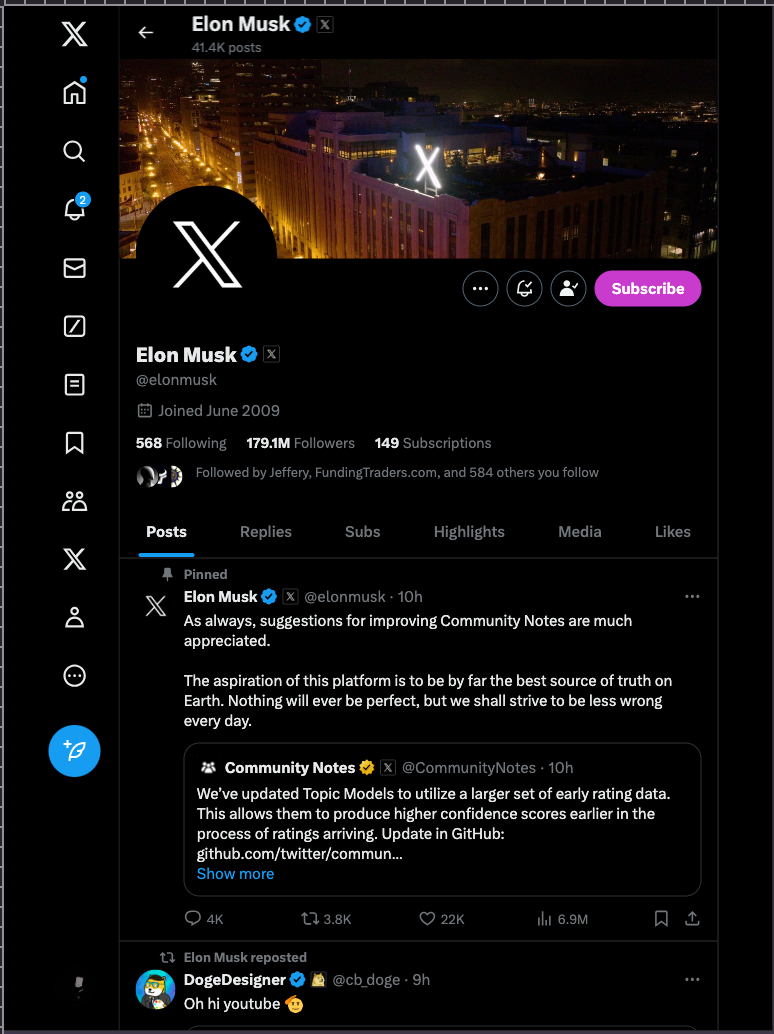 Elon Musk
41.4K posts
2
Subscribe
Elon Musk
@elonmusk
Joined June 2009
568 Following 179.1M Followers 149 Subscriptions
Followed by Jeffery, FundingTraders.com, and 584 others you follow
Posts Replies Subs Highlights Media Likes
Pinned
Elon Musk @elonmusk · 10h
As always, suggestions for improving Community Notes are much
appreciated.
The aspiration of this platform is to be by far the best source of truth on
Earth. Nothing will ever be perfect, but we shall strive to be less wrong
every day.
Community Notes @CommunityNotes · 10h
We’ve updated Topic Models to utilize a larger set of early rating data.
This allows them to produce higher confidence scores earlier in the
process of ratings arriving. Update in GitHub:
github.com/twitter/commun…
Show more
4K 3.8K 22K 6.9M
Elon Musk reposted
DogeDesigner @cb_doge · 9h
Oh hi youtube